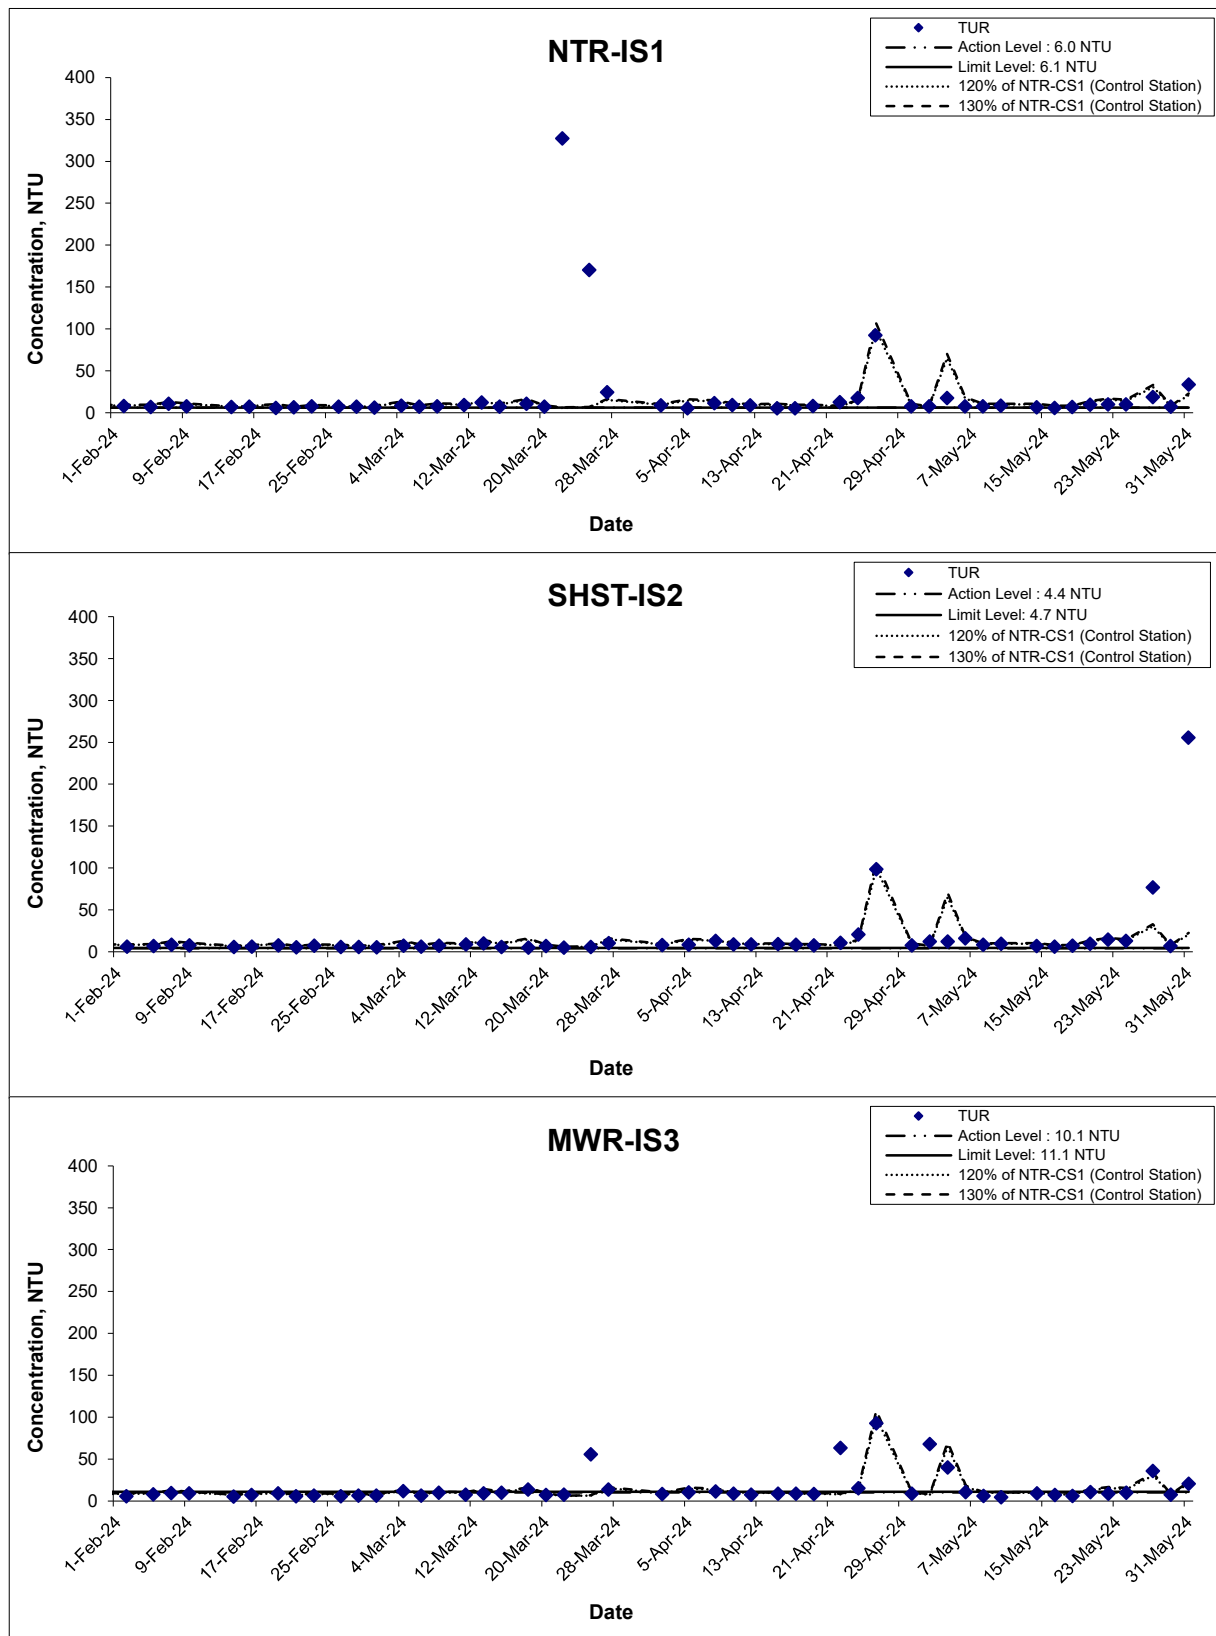 NTR-IS1
TUR
Action Level : 6.0 NTU
Limit Level: 6.1 NTU
120% of NTR-CS1 (Control Station)
130% of NTR-CS1 (Control Station)
Concentration, NTU
400
350
300
250
200
150
100
50
0
1-Feb-24
9-Feb-24
17-Feb-24
25-Feb-24
4-Mar-24
12-Mar-24
20-Mar-24
28-Mar-24
5-Apr-24
13-Apr-24
21-Apr-24
29-Apr-24
7-May-24
15-May-24
23-May-24
31-May-24
Date
SHST-IS2
TUR
Action Level : 4.4 NTU
Limit Level: 4.7 NTU
120% of NTR-CS1 (Control Station)
130% of NTR-CS1 (Control Station)
Concentration, NTU
400
350
300
250
200
150
100
50
0
1-Feb-24
9-Feb-24
17-Feb-24
25-Feb-24
4-Mar-24
12-Mar-24
20-Mar-24
28-Mar-24
5-Apr-24
13-Apr-24
21-Apr-24
29-Apr-24
7-May-24
15-May-24
23-May-24
31-May-24
Date
MWR-IS3
TUR
Action Level : 10.1 NTU
Limit Level: 11.1 NTU
120% of NTR-CS1 (Control Station)
130% of NTR-CS1 (Control Station)
Concentration, NTU
400
350
300
250
200
150
100
50
0
1-Feb-24
9-Feb-24
17-Feb-24
25-Feb-24
4-Mar-24
12-Mar-24
20-Mar-24
28-Mar-24
5-Apr-24
13-Apr-24
21-Apr-24
29-Apr-24
7-May-24
15-May-24
23-May-24
31-May-24
Date